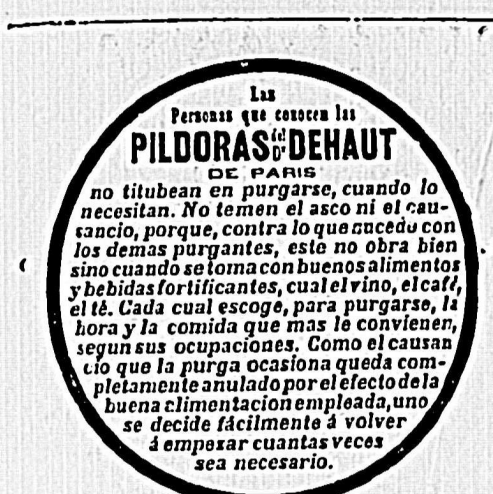 Las
Personas que conocen las
PILDORAS del Dr DEHAUT
DE PARIS
no titubean en purgarse, cuando lo
necesitan. No temen el asco ni el cau-
sancio, porque, contra lo que sucede con
los demas purgantes, este no obra bien
sino cuando se toma con buenos alimentos
y bebidas fortificantes, cual el vino, el café,
el té. Cada cual escoge, para purgarse, la
hora y la comida que mas le convienen,
segun sus ocupaciones. Como el causan
cio que la purga ocasiona queda com-
pletamente anulado por el efecto de la
buena alimentacion empleada, uno
se decide fácilmente á volver
á empezar cuantas veces
sea necesario.